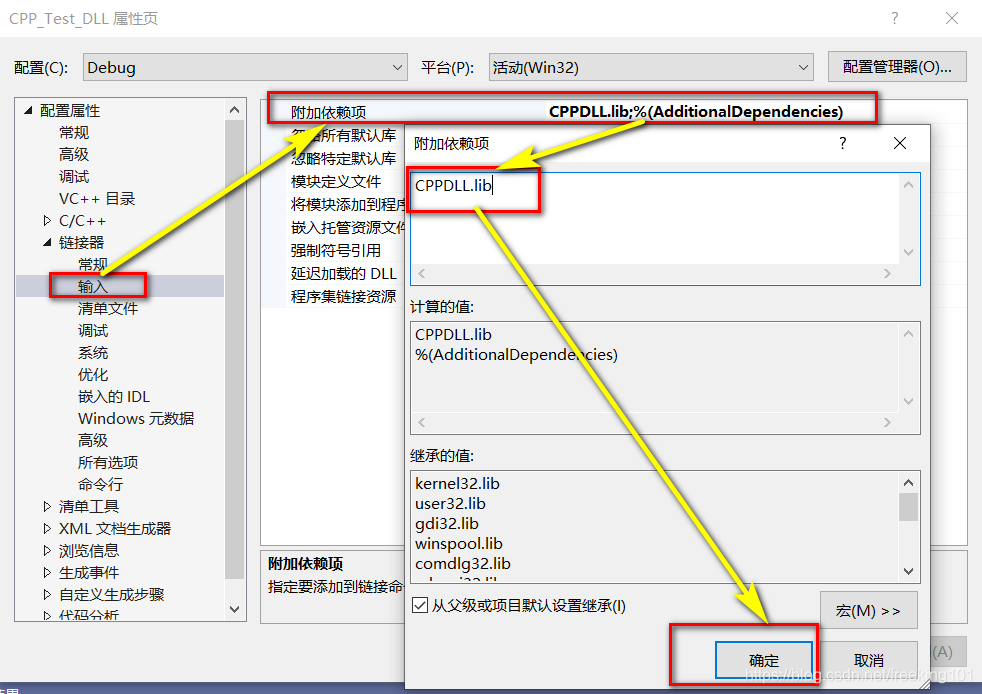 CPP_Test_DLL 属性页
?
配置(C):
Debug
平台(P):
活动(Win32)
配置管理器(O)...
配置属性
常规
高级
调试
VC++ 目录
C/C++
链接器
常规
输入
清单文件
调试
系统
优化
嵌入的 IDL
Windows 元数据
高级
所有选项
命令行
清单工具
XML 文档生成器
浏览信息
生成事件
自定义生成步骤
代码分析
附加依赖项
CPPDLL.lib;%(AdditionalDependencies)
忽略所有默认库
忽略特定默认库
模块定义文件
将模块添加到程序
嵌入托管资源文件
强制符号引用
延迟加载的 DLL
程序集链接资源
附加依赖项
指定要添加到链接命
附加依赖项
?
CPPDLL.lib
计算的值:
CPPDLL.lib
%(AdditionalDependencies)
继承的值:
kernel32.lib
user32.lib
gdi32.lib
winspool.lib
comdlg32.lib
从父级或项目默认设置继承(I)
宏(M) >>
确定
取消
(A)
https://blog.csdn.net/freeking101